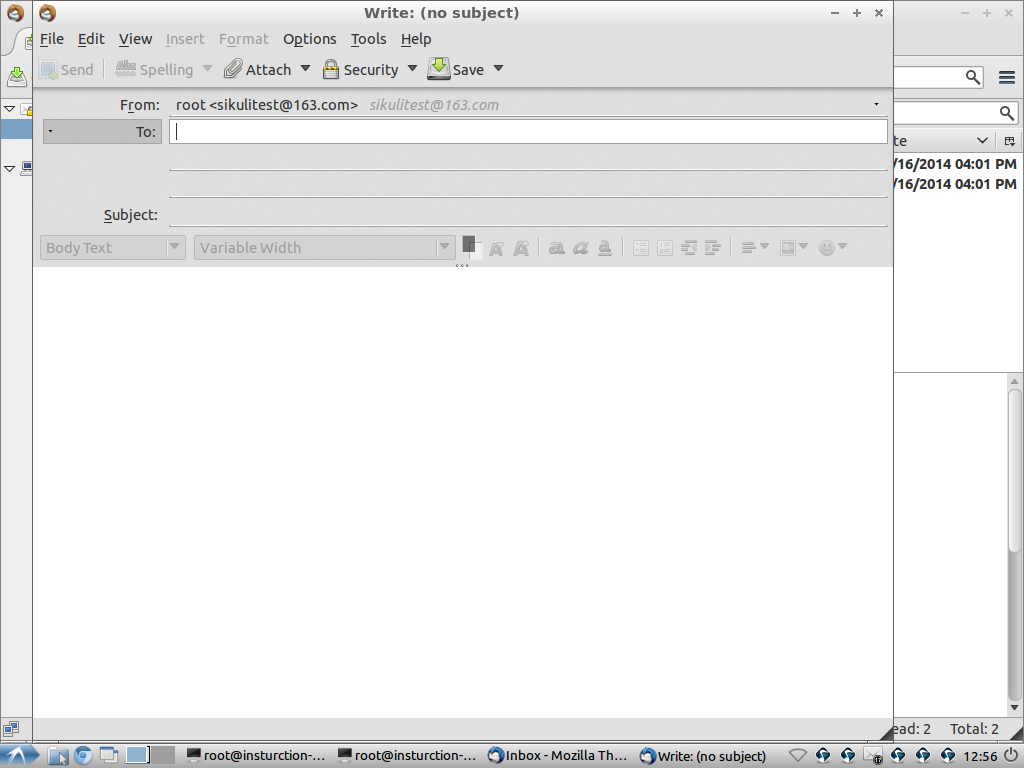 Write: (no subject)
File Edit View Insert Format Options Tools Help
Send Abc Spelling Attach Security Save
From: root <sikulitest@163.com> sikulitest@163.com
To:
te
/16/2014 04:01 PM
/16/2014 04:01 PM
Subject:
Body Text Variable Width A A a a a
ead: 2 Total: 2
root@insturction-... root@insturction-... Inbox - Mozilla Th... Write: (no subject) 12:56